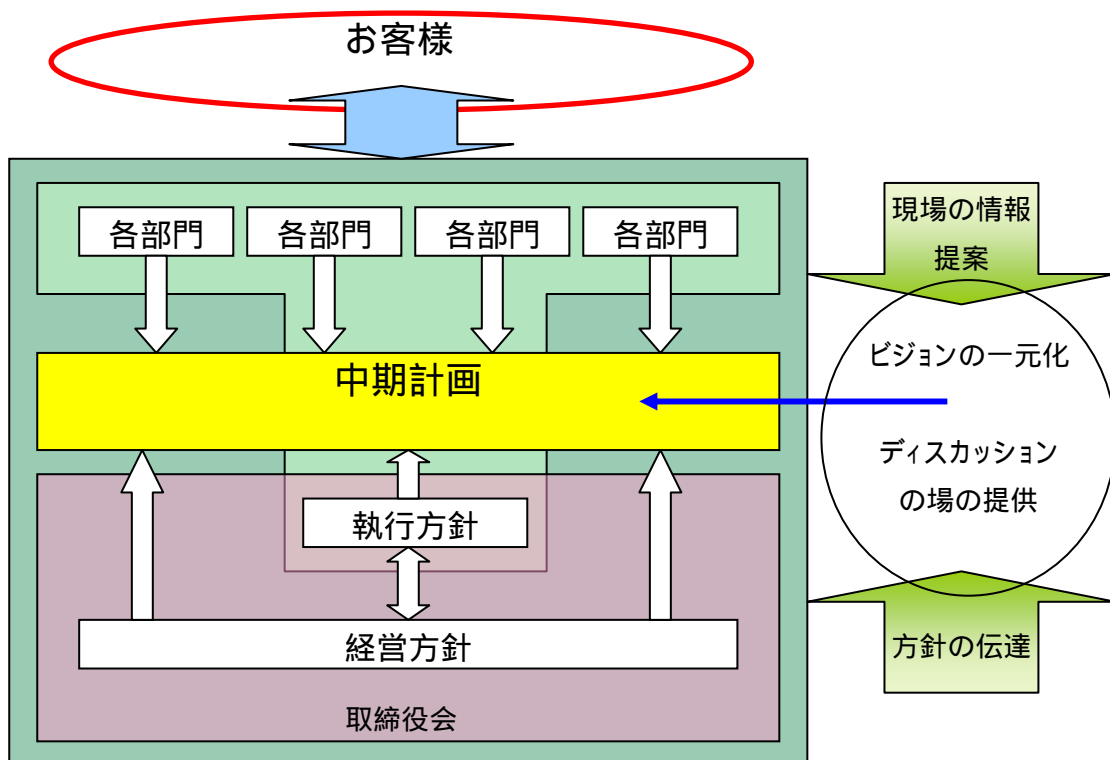 お客様
各部門
各部門
各部門
各部門
中期計画
執行方針
経営方針
取締役会
現場の情報
提案
ビジョンの一元化
ディスカッション
の場の提供
方針の伝達